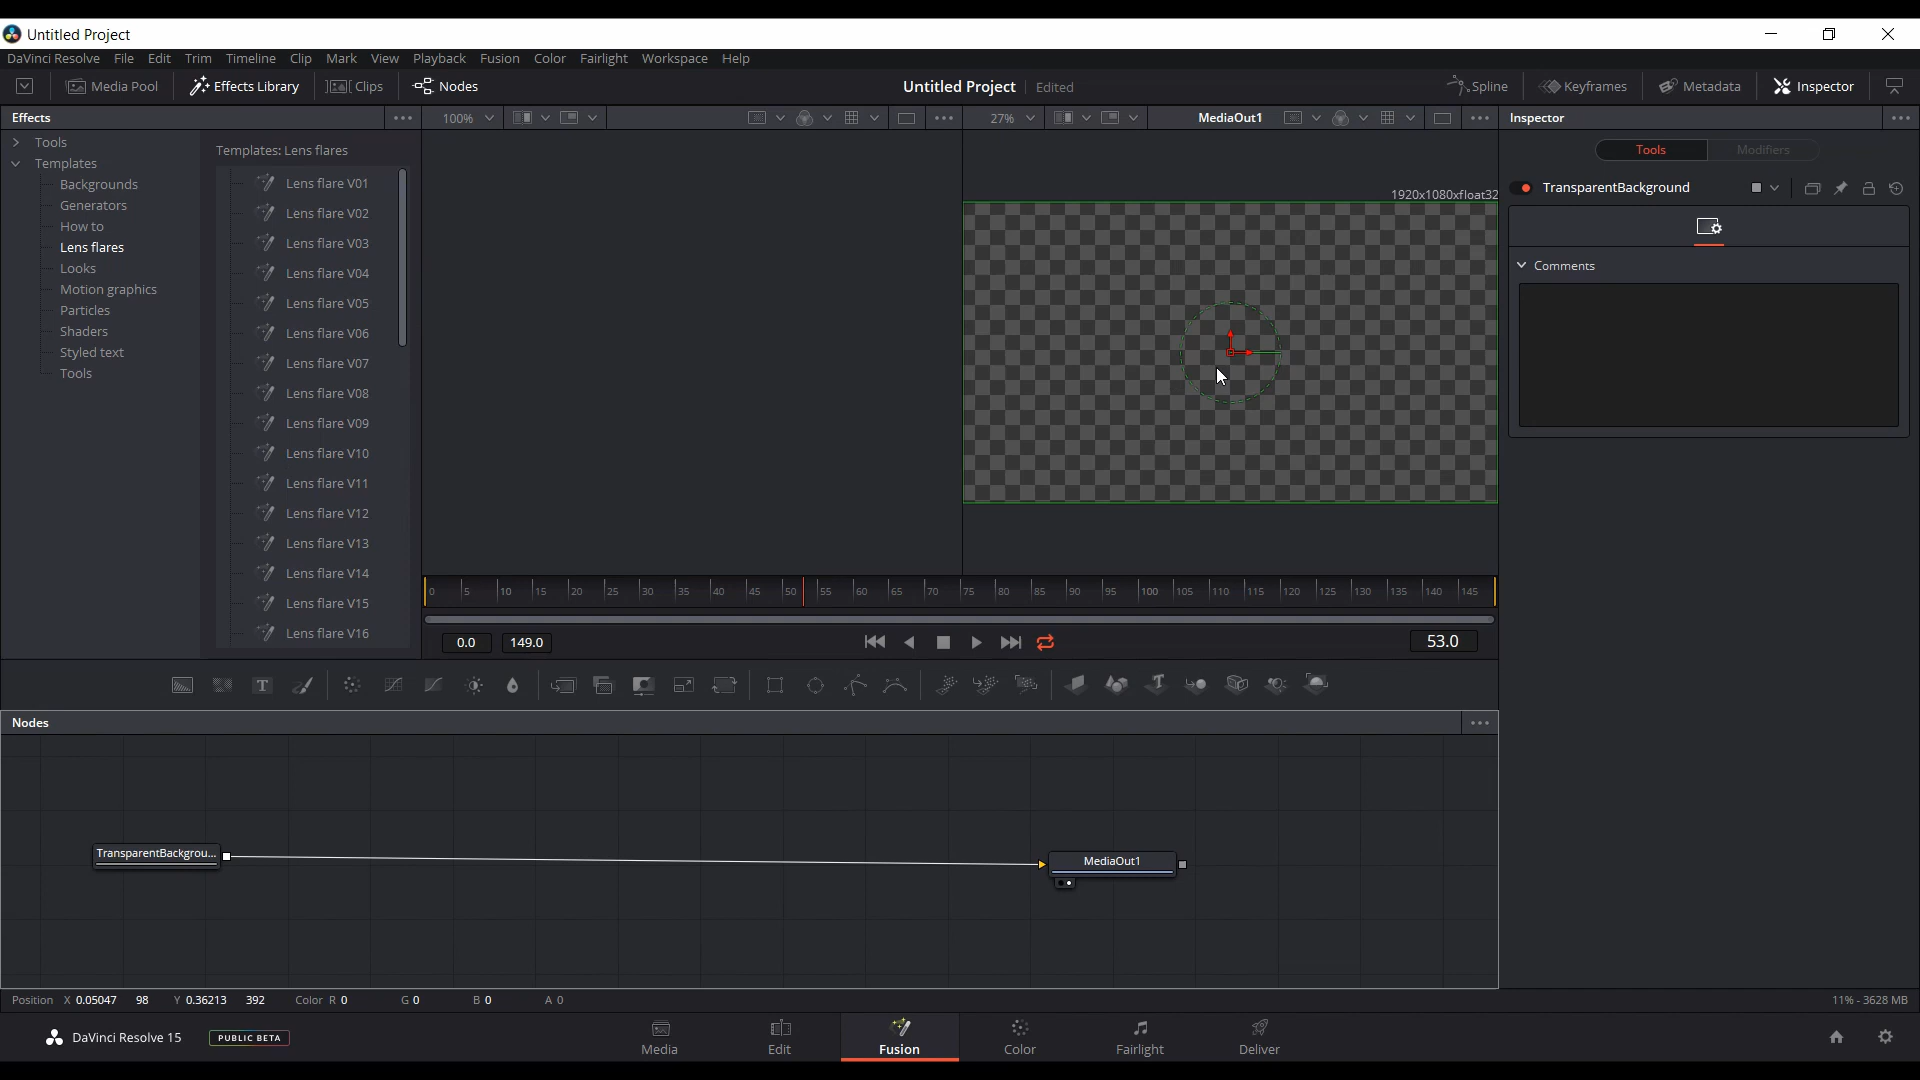 Untitled Project
DaVinci Resolve File Edit Trim Timeline Clip Mark View Playback Fusion Color Fairlight Workspace Help
Media Pool Effects Library Clips Nodes Untitled Project Edited Spline Keyframes Metadata Inspector
Effects 100% 27% MediaOut1 Inspector
Tools
Templates
Backgrounds
Generators
How to
Lens flares
Looks
Motion graphics
Particles
Shaders
Styled text
Tools
Templates: Lens flares
Lens flare V01
Lens flare V02
Lens flare V03
Lens flare V04
Lens flare V05
Lens flare V06
Lens flare V07
Lens flare V08
Lens flare V09
Lens flare V10
Lens flare V11
Lens flare V12
Lens flare V13
Lens flare V14
Lens flare V15
Lens flare V16
1920x1080xfloat32
Tools Modifiers
TransparentBackground
Comments
0 5 10 15 20 25 30 35 40 45 50 55 60 65 70 75 80 85 90 95 100 105 110 115 120 125 130 135 140 145
0.0 149.0 53.0
T
Nodes
TransparentBackgrou...
MediaOut1
Position X 0.05047 98 Y 0.36213 392 Color R 0 G 0 B 0 A 0 11% - 3628 MB
DaVinci Resolve 15 PUBLIC BETA
Media Edit Fusion Color Fairlight Deliver